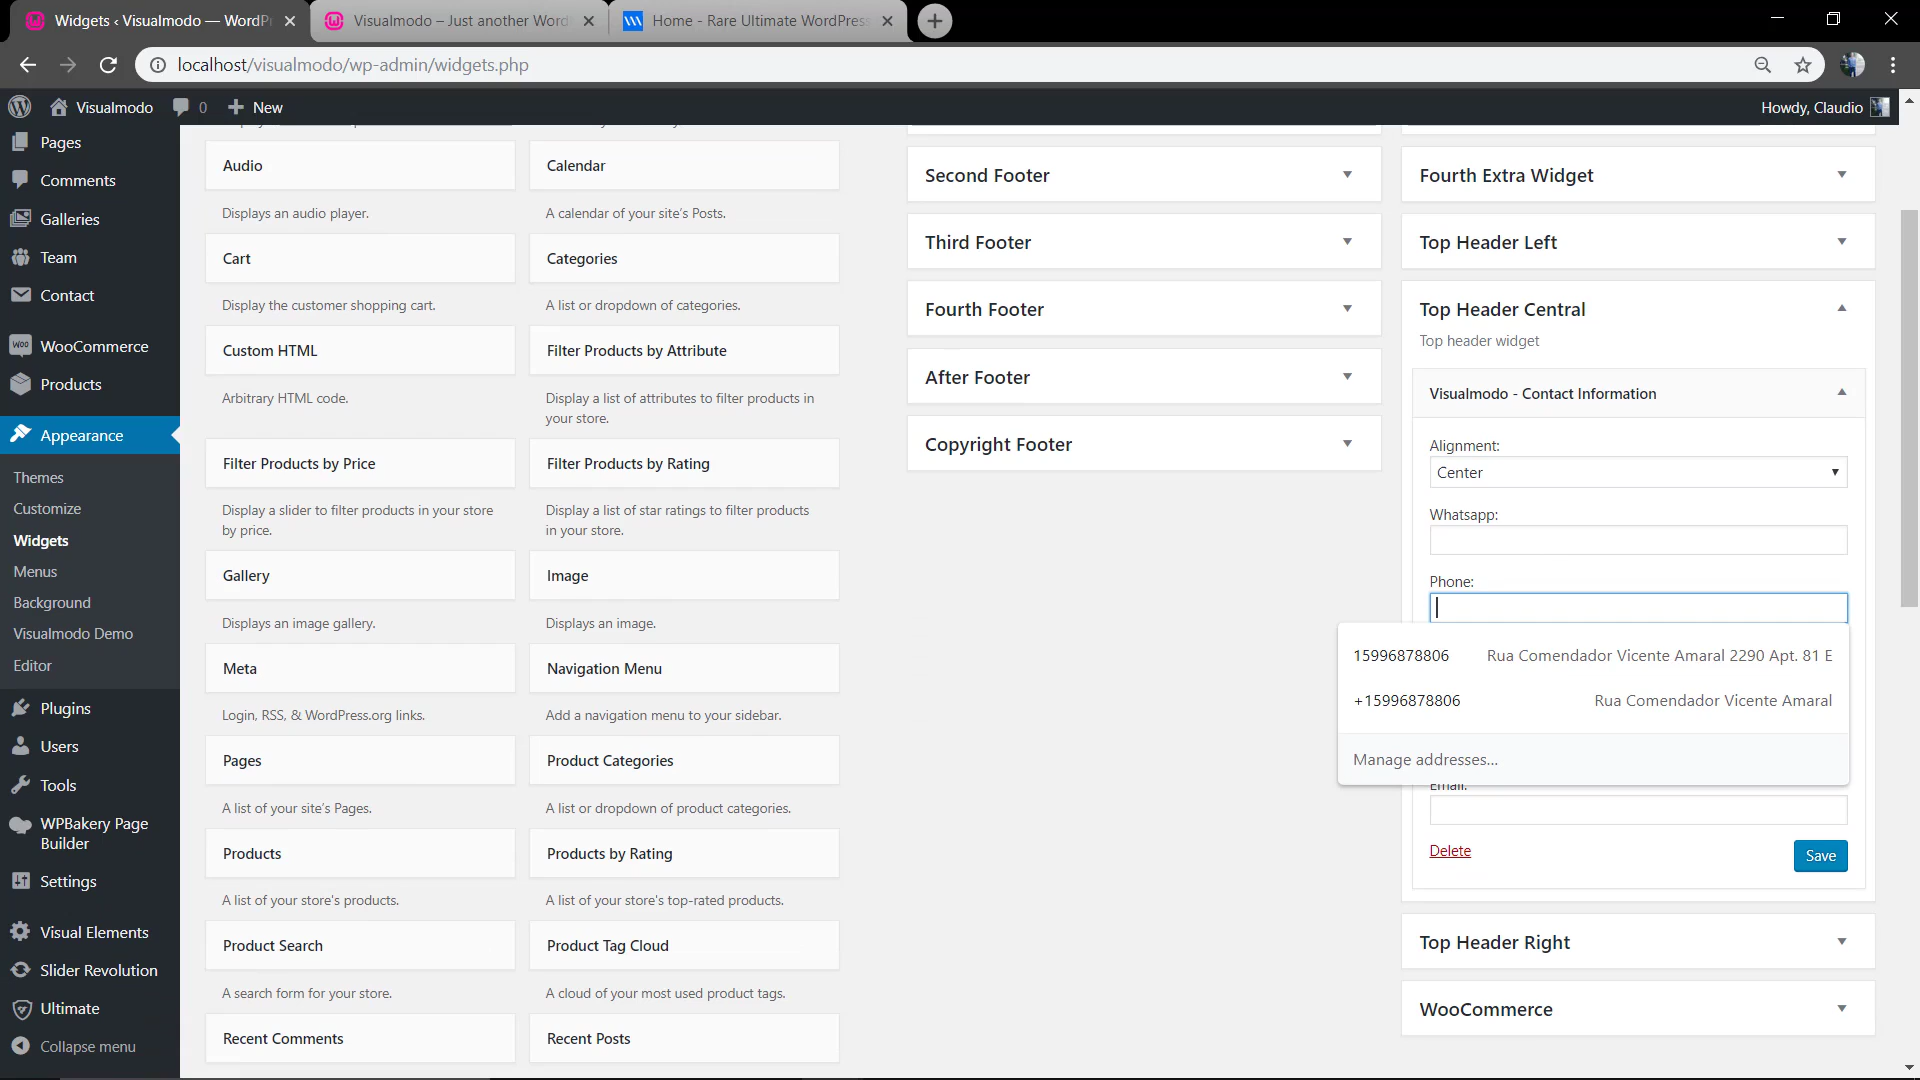 Widgets ‹ Visualmodo — WordP
Visualmodo – Just another Word
Home - Rare Ultimate WordPress
localhost/visualmodo/wp-admin/widgets.php
Visualmodo
0
New
Howdy, Claudio
Pages
Comments
Galleries
Team
Contact
WooCommerce
Products
Appearance
Themes
Customize
Widgets
Menus
Background
Visualmodo Demo
Editor
Plugins
Users
Tools
WPBakery Page
Builder
Settings
Visual Elements
Slider Revolution
Ultimate
Collapse menu
Audio
Displays an audio player.
Calendar
A calendar of your site's Posts.
Cart
Display the customer shopping cart.
Categories
A list or dropdown of categories.
Custom HTML
Arbitrary HTML code.
Filter Products by Attribute
Display a list of attributes to filter products in
your store.
Filter Products by Price
Display a slider to filter products in your store
by price.
Filter Products by Rating
Display a list of star ratings to filter products
in your store.
Gallery
Displays an image gallery.
Image
Displays an image.
Meta
Login, RSS, & WordPress.org links.
Navigation Menu
Add a navigation menu to your sidebar.
Pages
A list of your site's Pages.
Product Categories
A list or dropdown of product categories.
Products
A list of your store's products.
Products by Rating
A list of your store's top-rated products.
Product Search
A search form for your store.
Product Tag Cloud
A cloud of your most used product tags.
Recent Comments
Recent Posts
Second Footer
Third Footer
Fourth Footer
After Footer
Copyright Footer
Fourth Extra Widget
Top Header Left
Top Header Central
Top header widget
Visualmodo - Contact Information
Alignment:
Center
Whatsapp:
Phone:
15996878806 Rua Comendador Vicente Amaral 2290 Apt. 81 E
+15996878806 Rua Comendador Vicente Amaral
Manage addresses...
Email:
Delete
Save
Top Header Right
WooCommerce